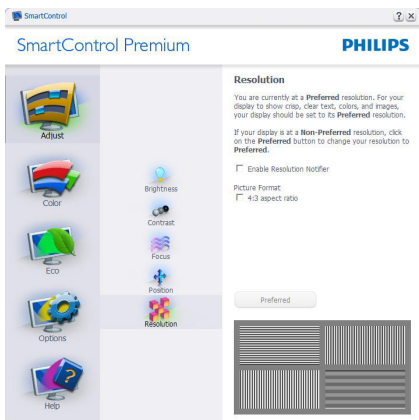 SmartControl
SmartControl Premium
PHILIPS
Adjust
Color
Eco
Options
Help
Brightness
Contrast
Focus
Position
Resolution
Resolution
You are currently at a Preferred resolution. For your
display to show crisp, clear text, colors, and images,
your display should be set to its Preferred resolution.
If your display is at a Non-Preferred resolution, click
on the Preferred button to change your resolution to
Preferred.
Enable Resolution Notifier
Picture Format
4:3 aspect ratio
Preferred